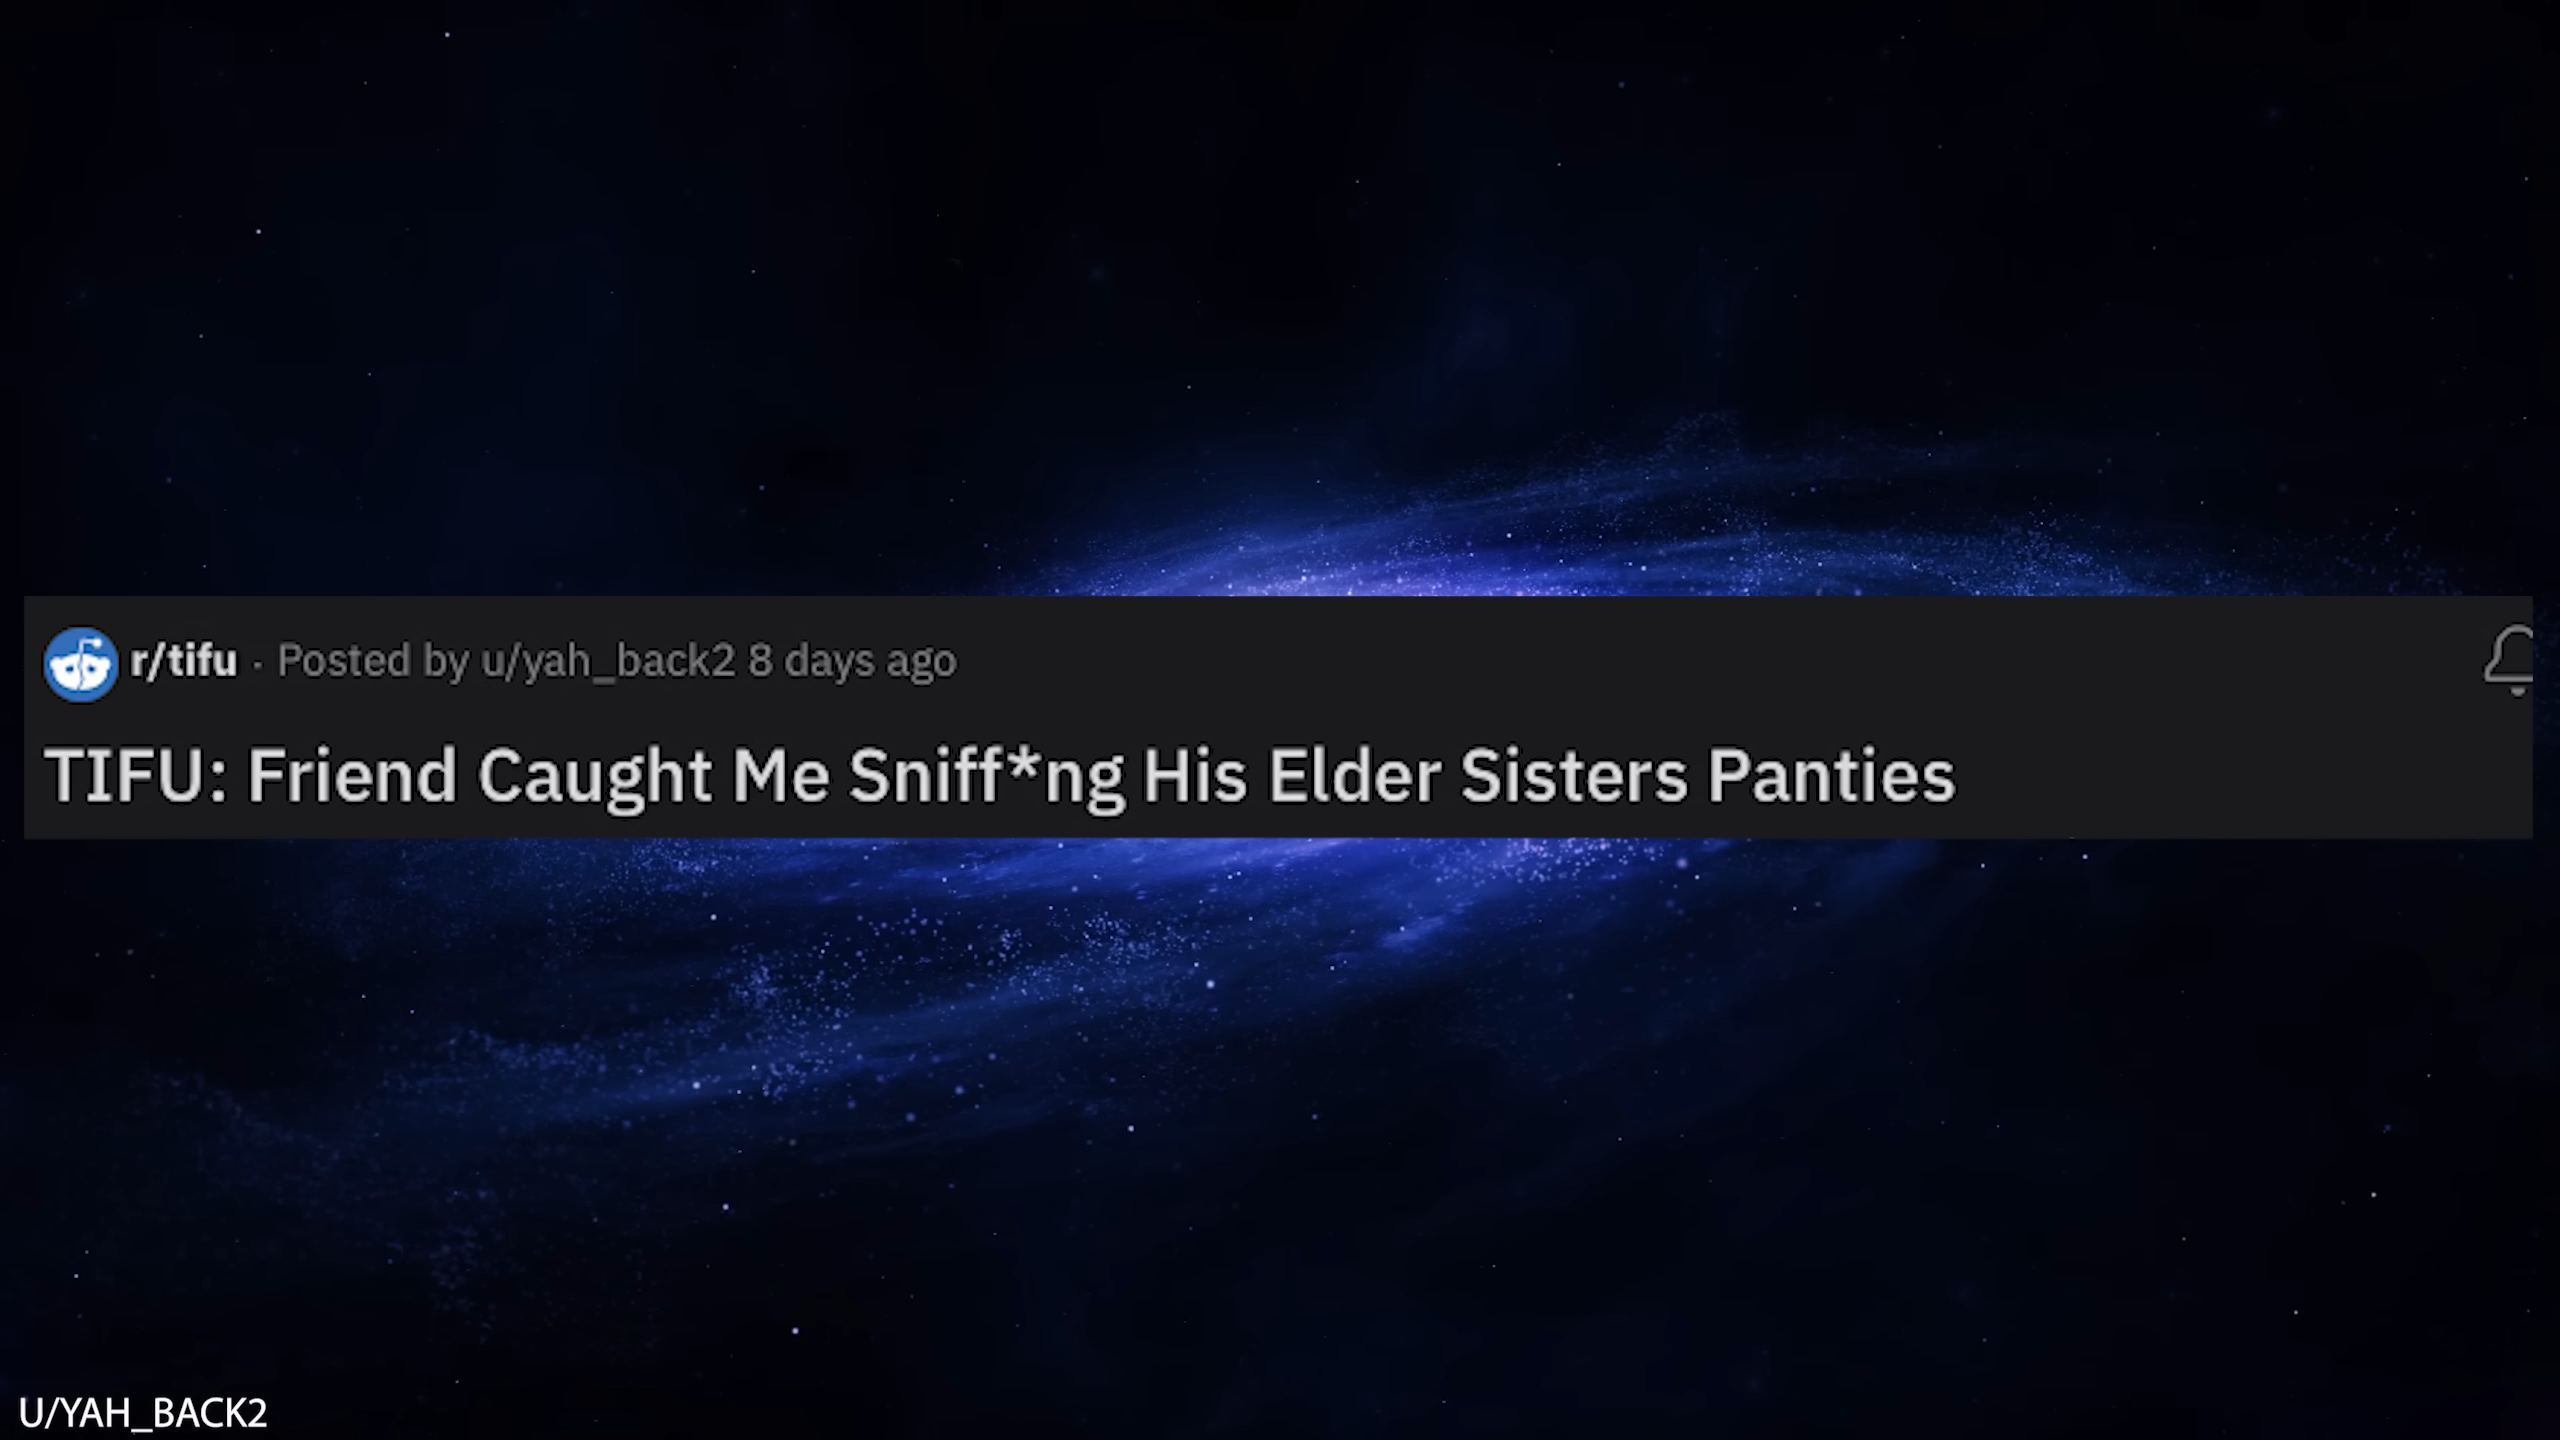 r/tifu · Posted by u/yah_back2 8 days ago
TIFU: Friend Caught Me Sniff*ng His Elder Sisters Panties
U/YAH_BACK2